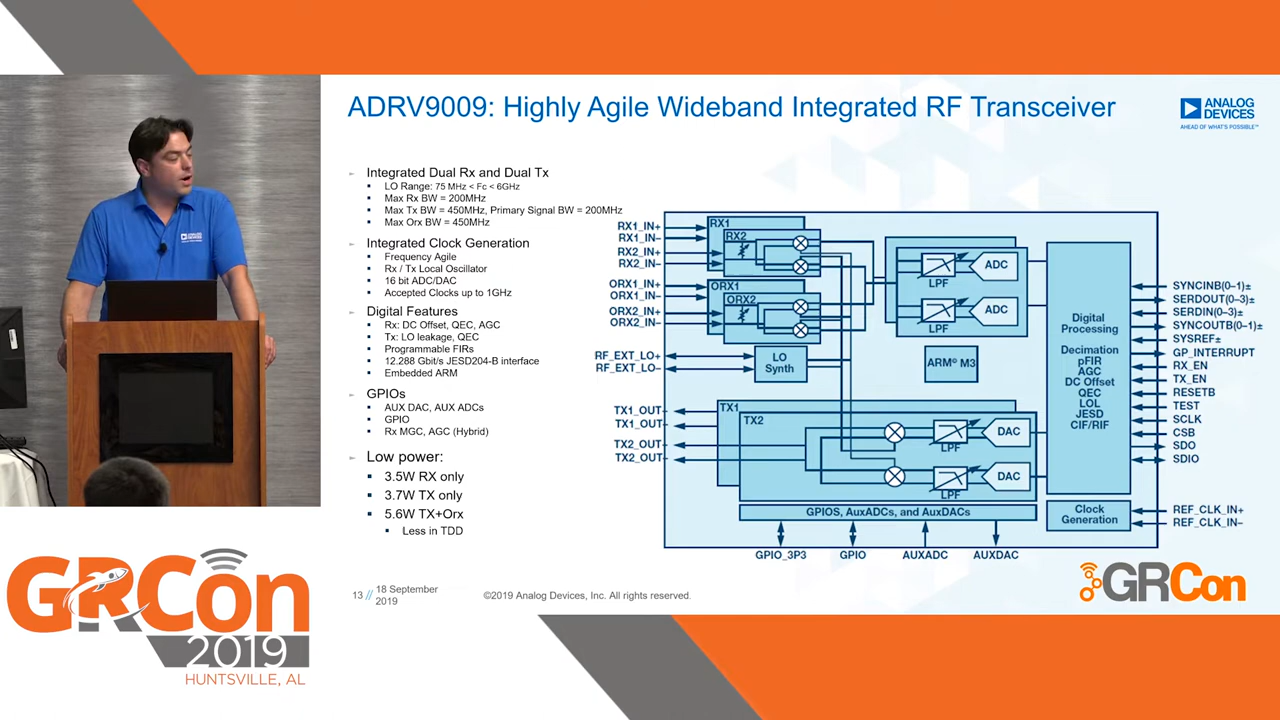 ADRV9009: Highly Agile Wideband Integrated RF Transceiver
ANALOG
DEVICES
AHEAD OF WHAT'S POSSIBLE™
Integrated Dual Rx and Dual Tx
LO Range: 75 MHz < Fc < 6GHz
Max Rx BW = 200MHz
Max Tx BW = 450MHz, Primary Signal BW = 200MHz
Max Orx BW = 450MHz
Integrated Clock Generation
Frequency Agile
Rx / Tx Local Oscillator
16 bit ADC/DAC
Accepted Clocks up to 1GHz
Digital Features
Rx: DC Offset, QEC, AGC
Tx: LO leakage, QEC
Programmable FIRs
12.288 Gbit/s JESD204-B interface
Embedded ARM
GPIOs
AUX DAC, AUX ADCs
GPIO
Rx MGC, AGC (Hybrid)
Low power:
3.5W RX only
3.7W TX only
5.6W TX+Orx
Less in TDD
RX1_IN+
RX1_IN–
RX2_IN+
RX2_IN–
ORX1_IN+
ORX1_IN–
ORX2_IN+
ORX2_IN–
RF_EXT_LO+
RF_EXT_LO–
TX1_OUT
TX1_OUT
TX2_OUT
TX2_OUT
RX1
RX2
ORX1
ORX2
LO
Synth
LPF
ADC
LPF
ADC
ARM® M3
TX1
TX2
LPF
DAC
LPF
DAC
GPIOS, AuxADCs, and AuxDACs
Digital
Processing
Decimation
pFIR
AGC
DC Offset
QEC
LOL
JESD
CIF/RIF
Clock
Generation
SYNCINB(0–1)±
SERDOUT(0–3)±
SERDIN(0–3)±
SYNCOUTB(0–1)±
SYSREF±
GP_INTERRUPT
RX_EN
TX_EN
RESETB
TEST
SCLK
CSB
SDO
SDIO
REF_CLK_IN+
REF_CLK_IN–
GPIO_3P3
GPIO
AUXADC
AUXDAC
13 // 18 September
2019
©2019 Analog Devices, Inc. All rights reserved.
GRCon
GRCon
2019
HUNTSVILLE, AL